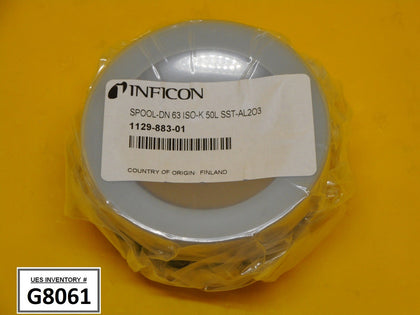 INFICON
SPOOL-DN 63 ISO-K 50L SST-AL2O3
1129-883-01
COUNTRY OF ORIGIN FINLAND
UES INVENTORY #
G8061